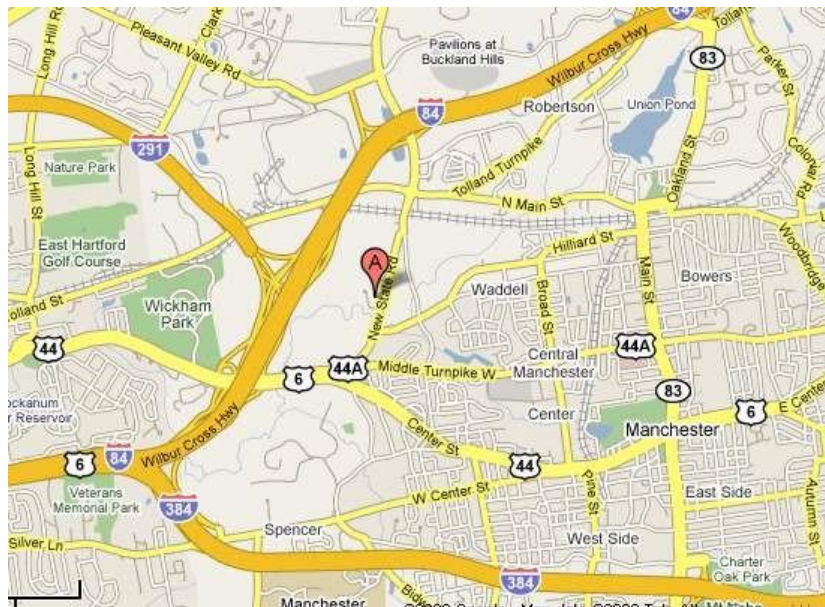 Long Hill Rd
Pleasant Valley Rd
Clark
84
Tolland
83
Parker St
Pavilions at
Buckland Hills
Wilbur Cross Hwy
84
Robertson
Union Pond
291
Long Hill St
Nature Park
Tolland Turnpike
Oakland St
Colonial Rd
N Main St
East Hartford
Golf Course
Hilliard St
Woodbridge
A
New State Rd
Waddell
Broad St
Main St
Bowers
Tolland St
Wickham
Park
44
44A
Middle Turnpike W
Central
Manchester
44A
6
83
Center
6
E Center
Manchester
Reservoir
Wilbur Cross Hwy
Center St
84
6
44
W Center St
Pine St
East Side
Autumn St
Veterans
Memorial Park
384
Spencer
West Side
Silver Ln
384
Charter
Oak Park
Manchester